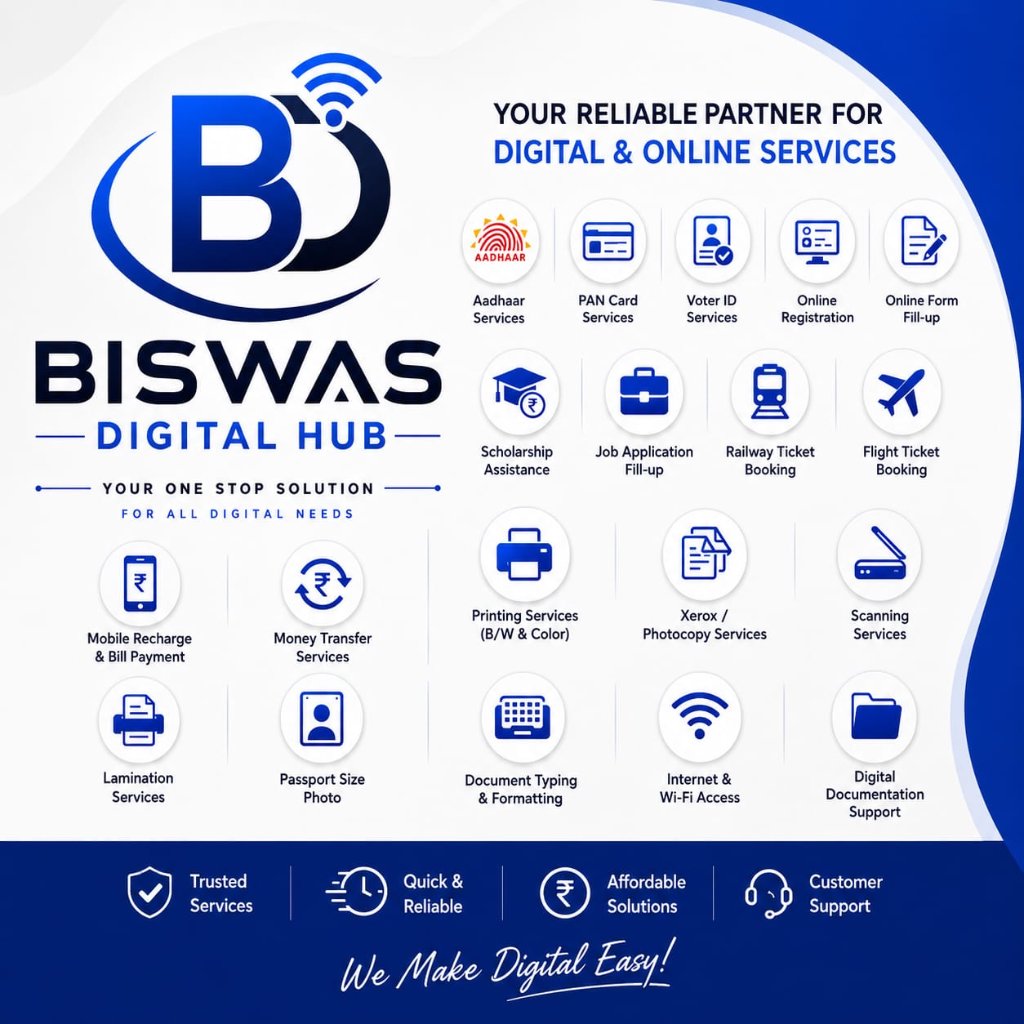 BD
BISWAS
DIGITAL HUB
YOUR ONE STOP SOLUTION
FOR ALL DIGITAL NEEDS
YOUR RELIABLE PARTNER FOR
DIGITAL & ONLINE SERVICES
AADHAAR
Aadhaar
Services
PAN Card
Services
Voter ID
Services
Online
Registration
Online Form
Fill-up
₹
Scholarship
Assistance
Job Application
Fill-up
Railway Ticket
Booking
Flight Ticket
Booking
₹
Mobile Recharge
& Bill Payment
₹
Money Transfer
Services
Printing Services
(B/W & Color)
Xerox /
Photocopy Services
Scanning
Services
Lamination
Services
Passport Size
Photo
Document Typing
& Formatting
Internet &
Wi-Fi Access
Digital
Documentation
Support
Trusted
Services
Quick &
Reliable
₹
Affordable
Solutions
Customer
Support
We Make Digital Easy!